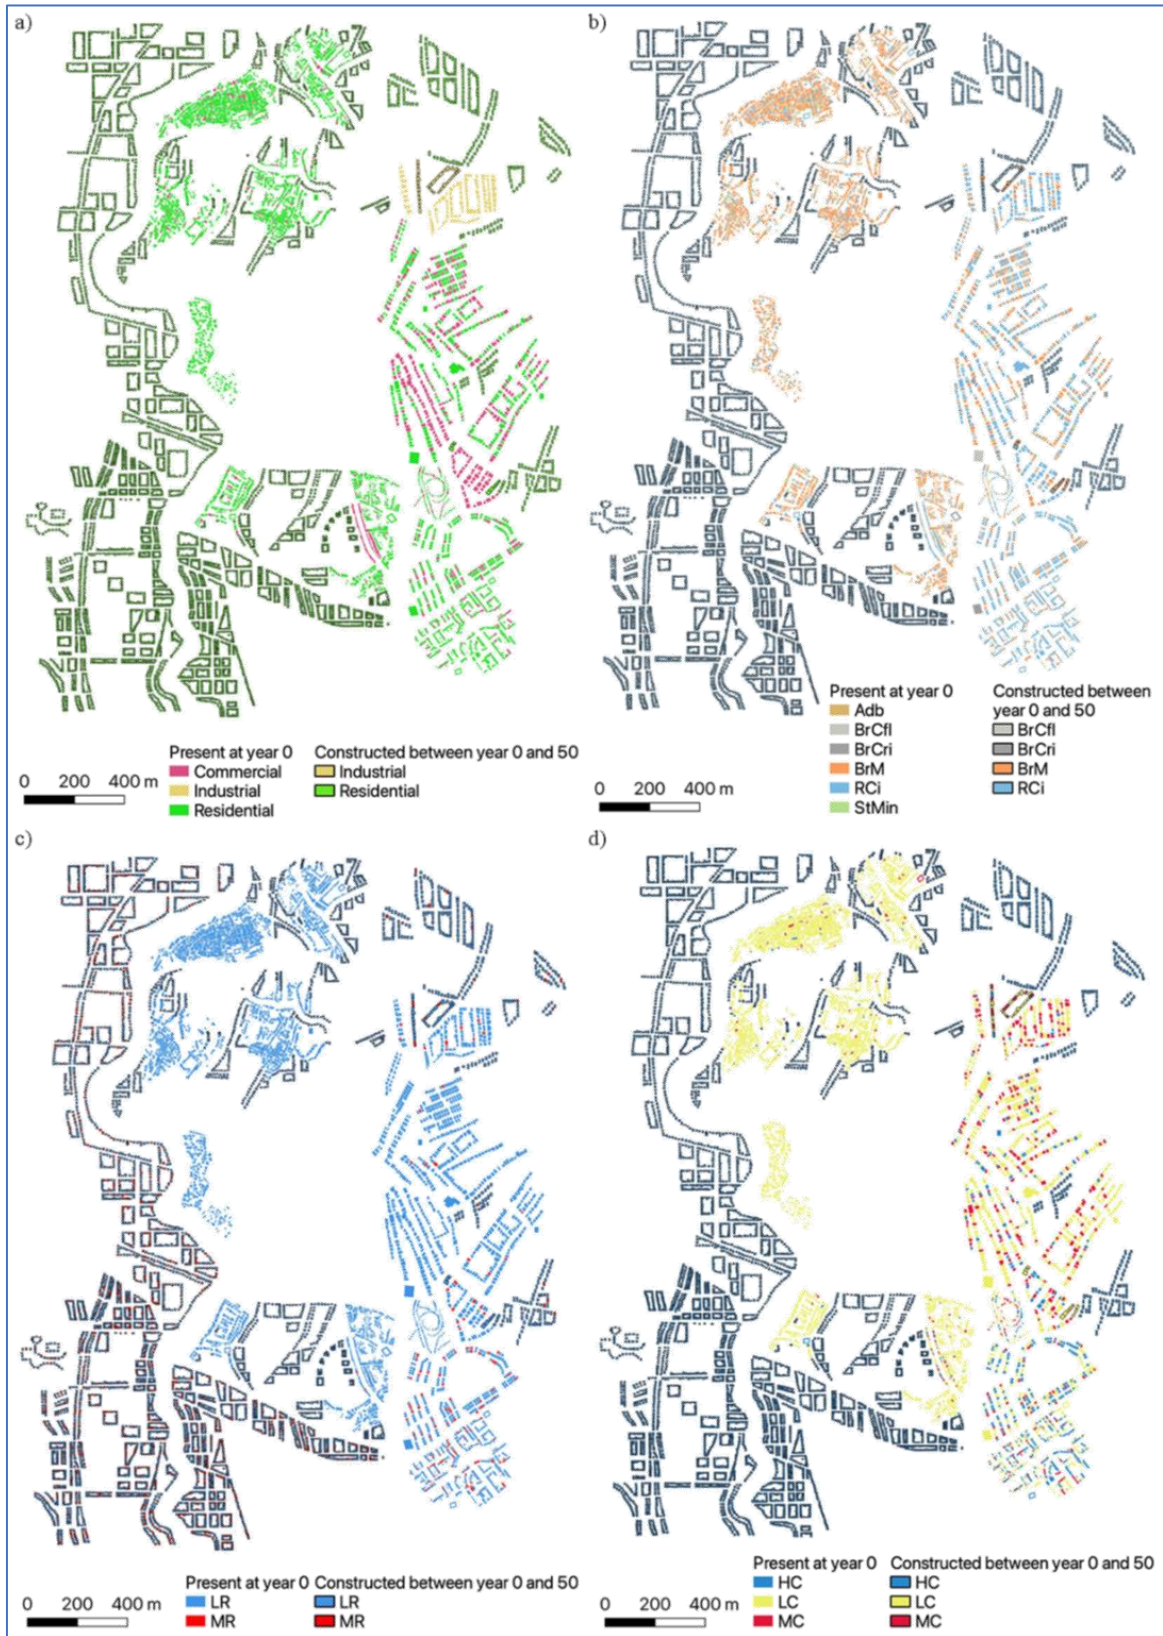 a)
b)
Present at year 0
Commercial
Industrial
Residential
Constructed between year 0 and 50
Industrial
Residential
0 200 400 m
Present at year 0
Adb
BrCfl
BrCri
BrM
RCi
StMin
Constructed between
year 0 and 50
BrCfl
BrCri
BrM
RCi
0 200 400 m
c)
d)
Present at year 0
LR
MR
Constructed between year 0 and 50
LR
MR
0 200 400 m
Present at year 0
HC
LC
MC
Constructed between year 0 and 50
HC
LC
MC
0 200 400 m